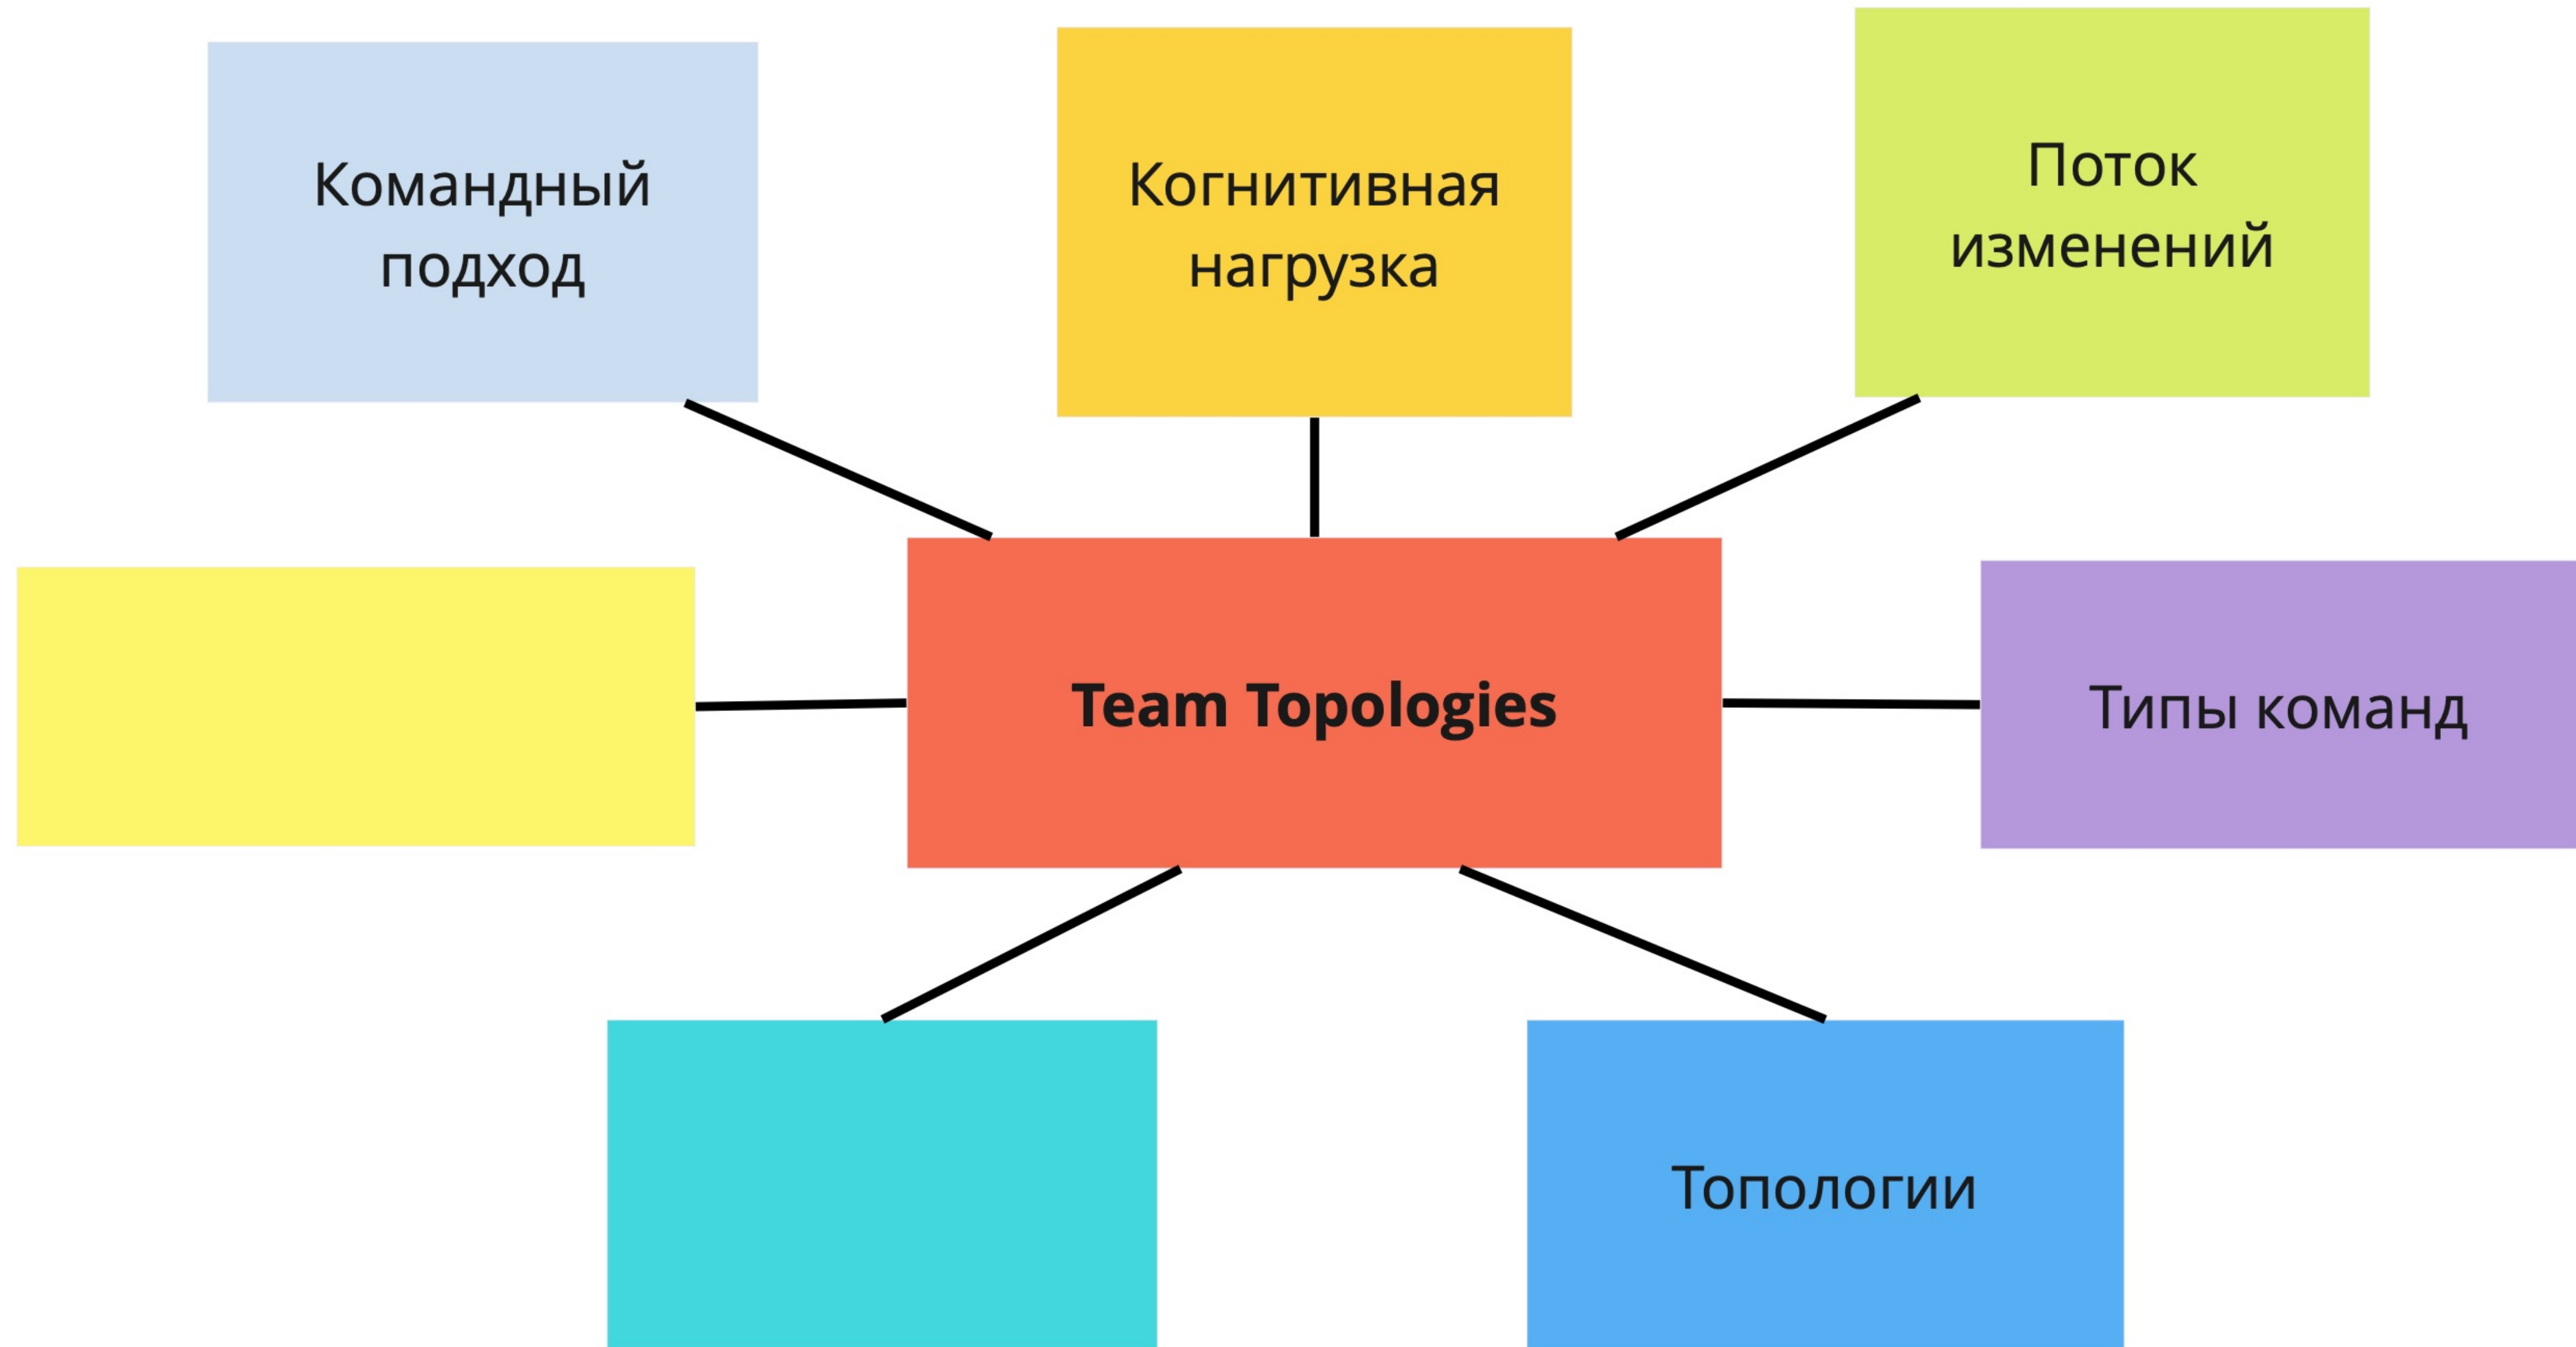 Командный
подход
Когнитивная
нагрузка
Поток
изменений
Team Topologies
Типы команд
Топологии